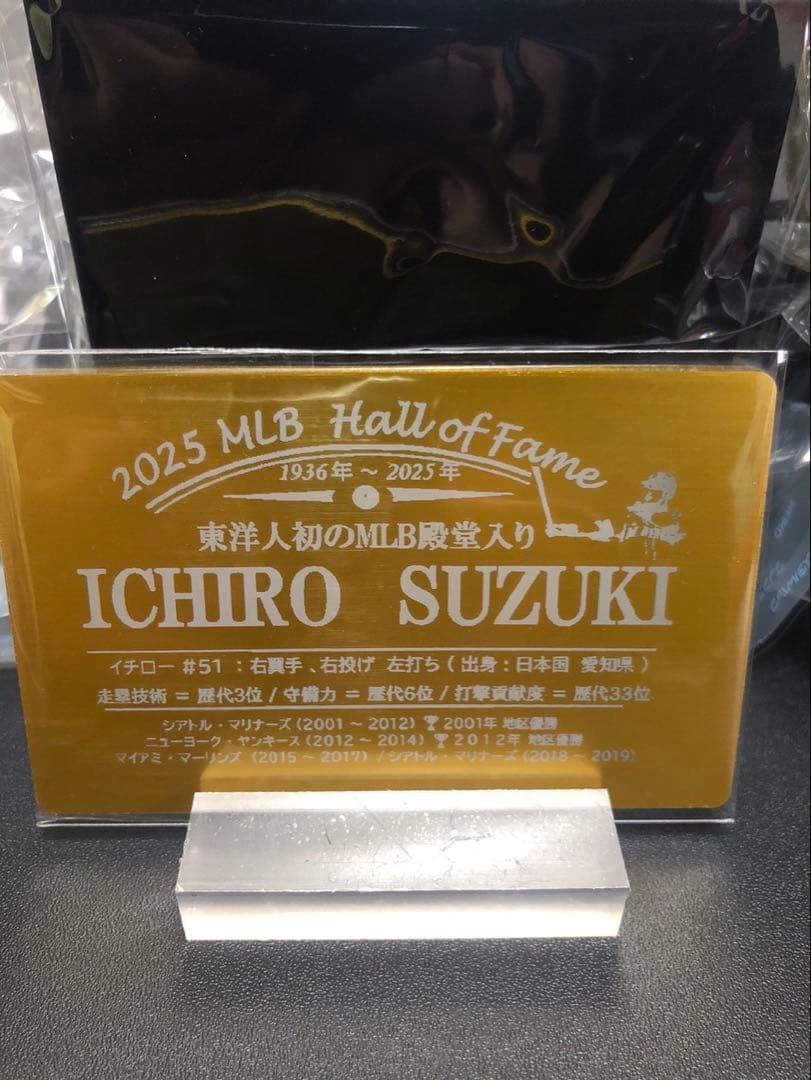 2025 MLB Hall of Fame
1936年～2025年
東洋人初のMLB殿堂入り
ICHIRO SUZUKI
イチロー #51 : 右翼手、右投げ 左打ち ( 出身 : 日本国 愛知県 )
走塁技術 = 歴代3位 / 守備力 = 歴代6位 / 打撃貢献度 = 歴代33位
シアトル・マリナーズ (2001 ～ 2012) 2001年 地区優勝
ニューヨーク・ヤンキース (2012 ～ 2014) 2012年 地区優勝
マイアミ・マーリンズ (2015 ～ 2017) / シアトル・マリナーズ (2018 ～ 2019)